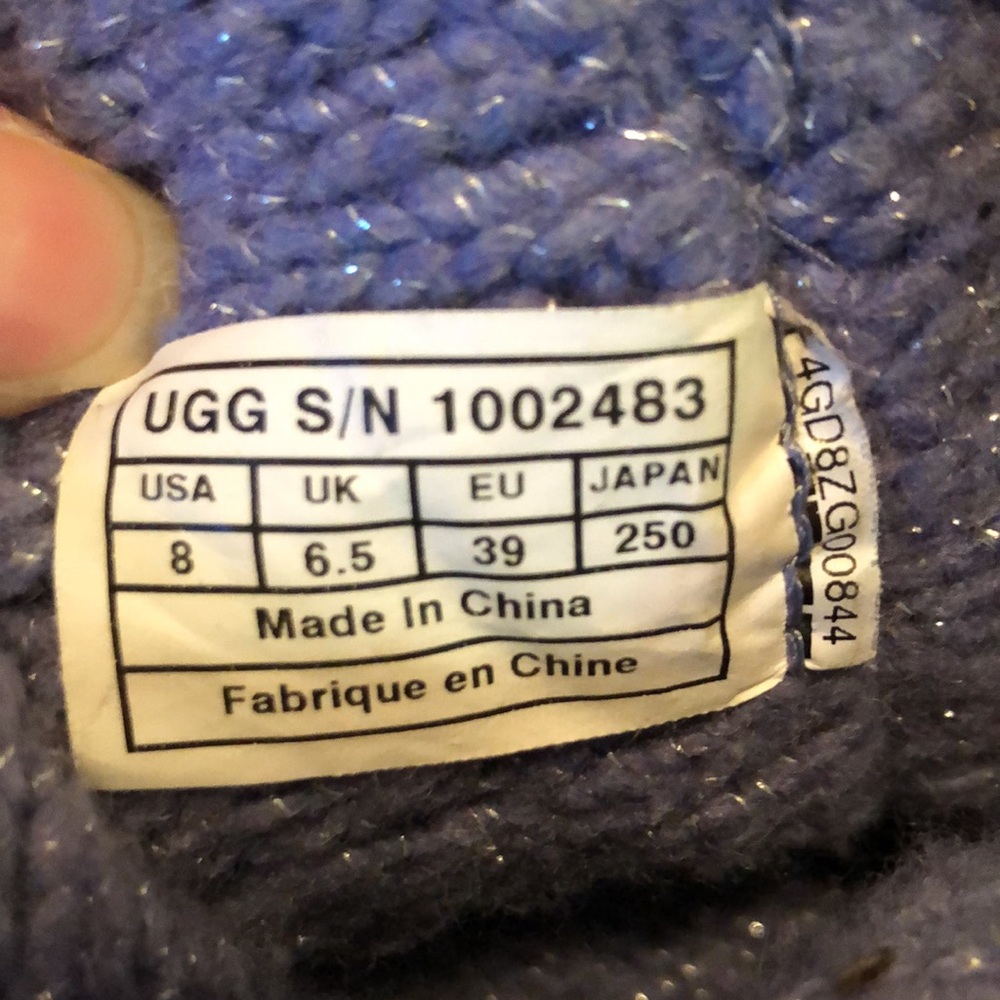 UGG S/N 1002483
USA UK EU JAPAN
8 6.5 39 250
Made In China
Fabrique en Chine
4GD8ZG00844